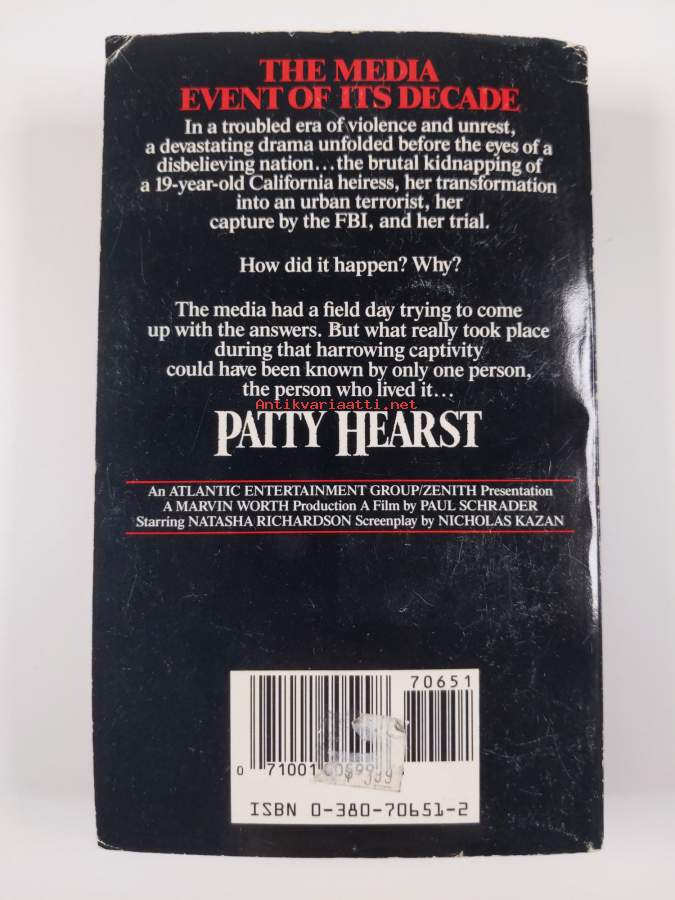 THE MEDIA
EVENT OF ITS DECADE
In a troubled era of violence and unrest,
a devastating drama unfolded before the eyes of a
disbelieving nation...the brutal kidnapping of
a 19-year-old California heiress, her transformation
into an urban terrorist, her
capture by the FBI, and her trial.
How did it happen? Why?
The media had a field day trying to come
up with the answers. But what really took place
during that harrowing captivity
could have been known by only one person,
the person who lived it...
Antikvariaatti.net
PATTY HEARST
An ATLANTIC ENTERTAINMENT GROUP/ZENITH Presentation
A MARVIN WORTH Production A Film by PAUL SCHRADER
Starring NATASHA RICHARDSON Screenplay by NICHOLAS KAZAN
70651
0 71001
ISBN 0-380-70651-2